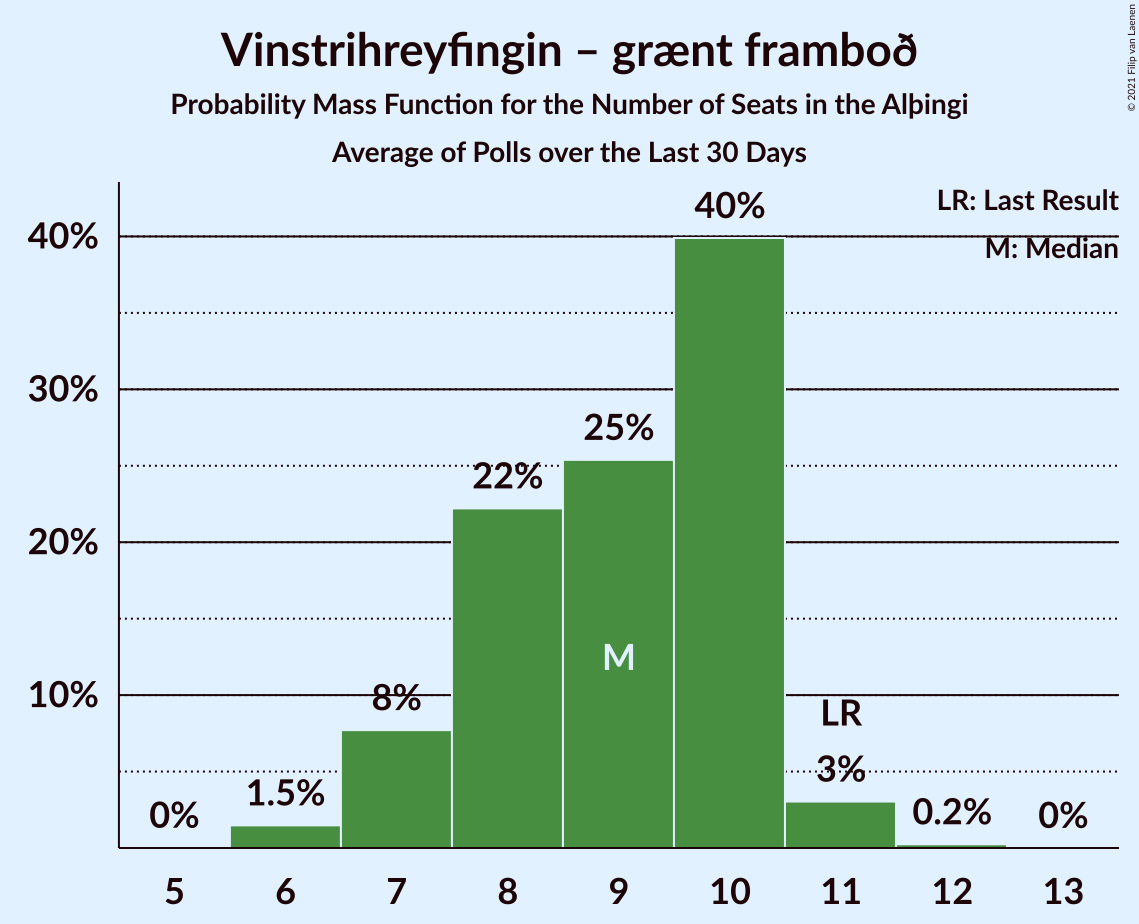 Vinstrihreyfingin – grænt framboð
Probability Mass Function for the Number of Seats in the Alþingi
Average of Polls over the Last 30 Days
© 2021 Filip van Laenen
LR: Last Result
M: Median
40%
30%
20%
10%
0%
1.5%
8%
22%
25%
40%
3%
0.2%
0%
M
LR
5 6 7 8 9 10 11 12 13